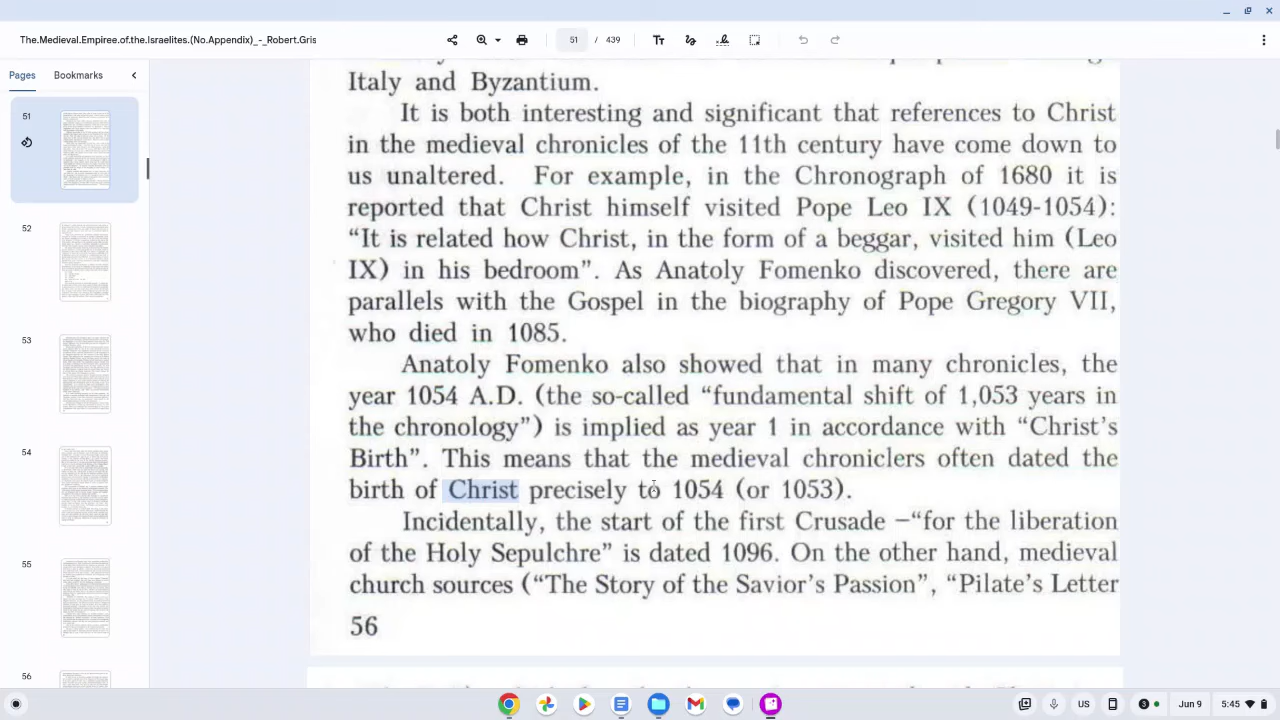 The.Medieval.Empiree.of.the.Israelites.(No.Appendix)_-_Robert.Gris
51 / 439
Pages
Bookmarks
51
52
53
54
55
Italy and Byzantium.
It is both interesting and significant that references to Christ
in the medieval chronicles of the 11th century have come down to
us unaltered. For example, in the Chronograph of 1680 it is
reported that Christ himself visited Pope Leo IX (1049-1054):
“It is related how Christ, in the form of a beggar, visited him (Leo
IX) in his bedroom”. As Anatoly Fomenko discovered, there are
parallels with the Gospel in the biography of Pope Gregory VII,
who died in 1085.
Anatoly Fomenko also showed that in many chronicles, the
year 1054 A.D. (the so-called “fundamental shift of 1,053 years in
the chronology”) is implied as year 1 in accordance with “Christ’s
Birth”. This means that the medieval chroniclers often dated the
birth of Christ precisely to 1054 (or 1053).
Incidentally, the start of the first Crusade –“for the liberation
of the Holy Sepulchre” is dated 1096. On the other hand, medieval
church sources (“The Story of the Savior’s Passion”, “Pilate’s Letter
56
US
3
Jun 9
5:45